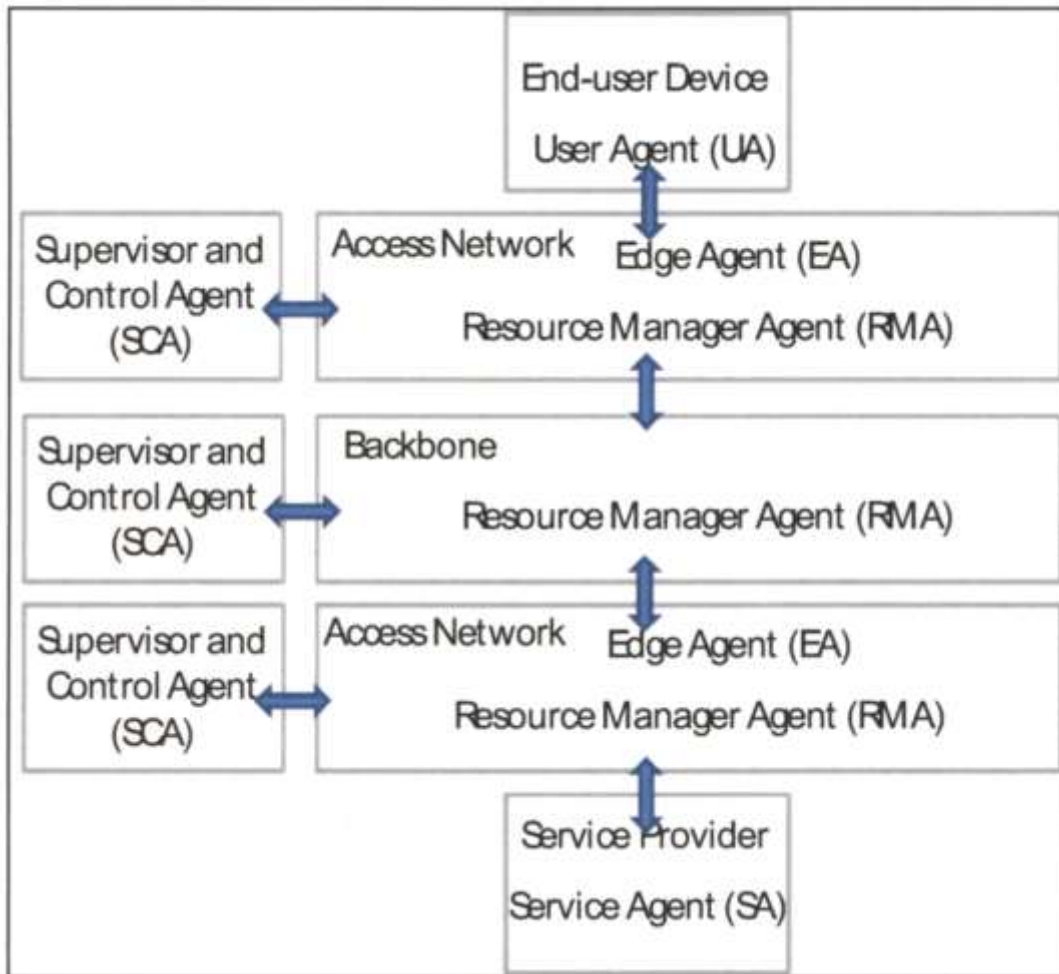 End-user Device
User Agent (UA)
Supervisor and
Control Agent
(SCA)
Access Network
Edge Agent (EA)
Resource Manager Agent (RMA)
Supervisor and
Control Agent
(SCA)
Backbone
Resource Manager Agent (RMA)
Supervisor and
Control Agent
(SCA)
Access Network
Edge Agent (EA)
Resource Manager Agent (RMA)
Service Provider
Service Agent (SA)